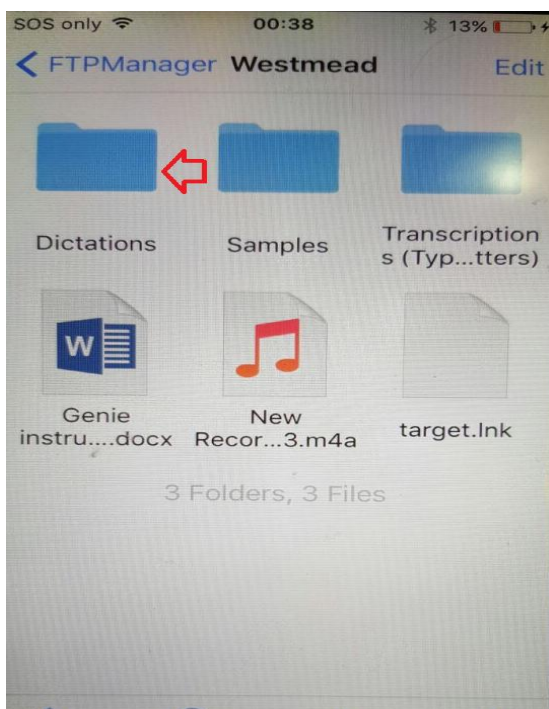 SOS only 00:38 13%
FTPManager Westmead Edit
Dictations Samples Transcription
s (Typ...tters)
W
Genie New target.lnk
instru....docx Recor...3.m4a
3 Folders, 3 Files